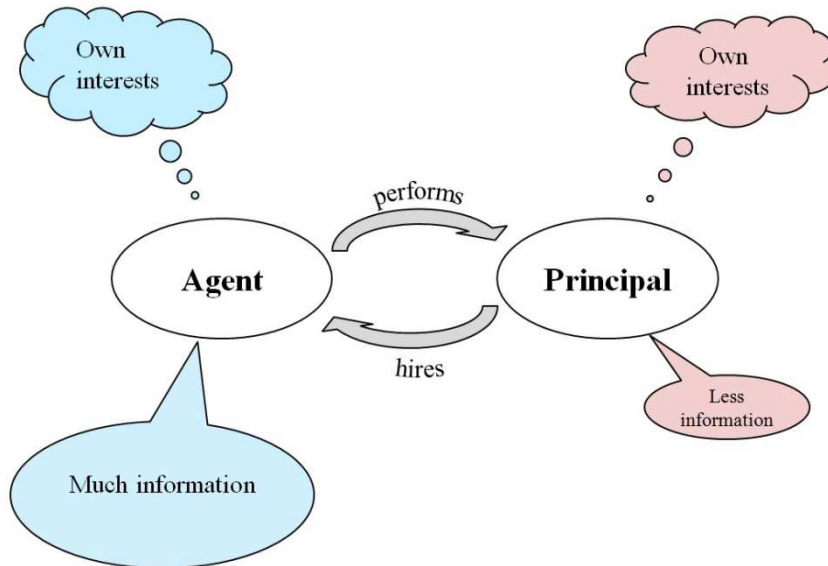 Own
interests
Own
interests
performs
Agent
Principal
hires
Less
information
Much information